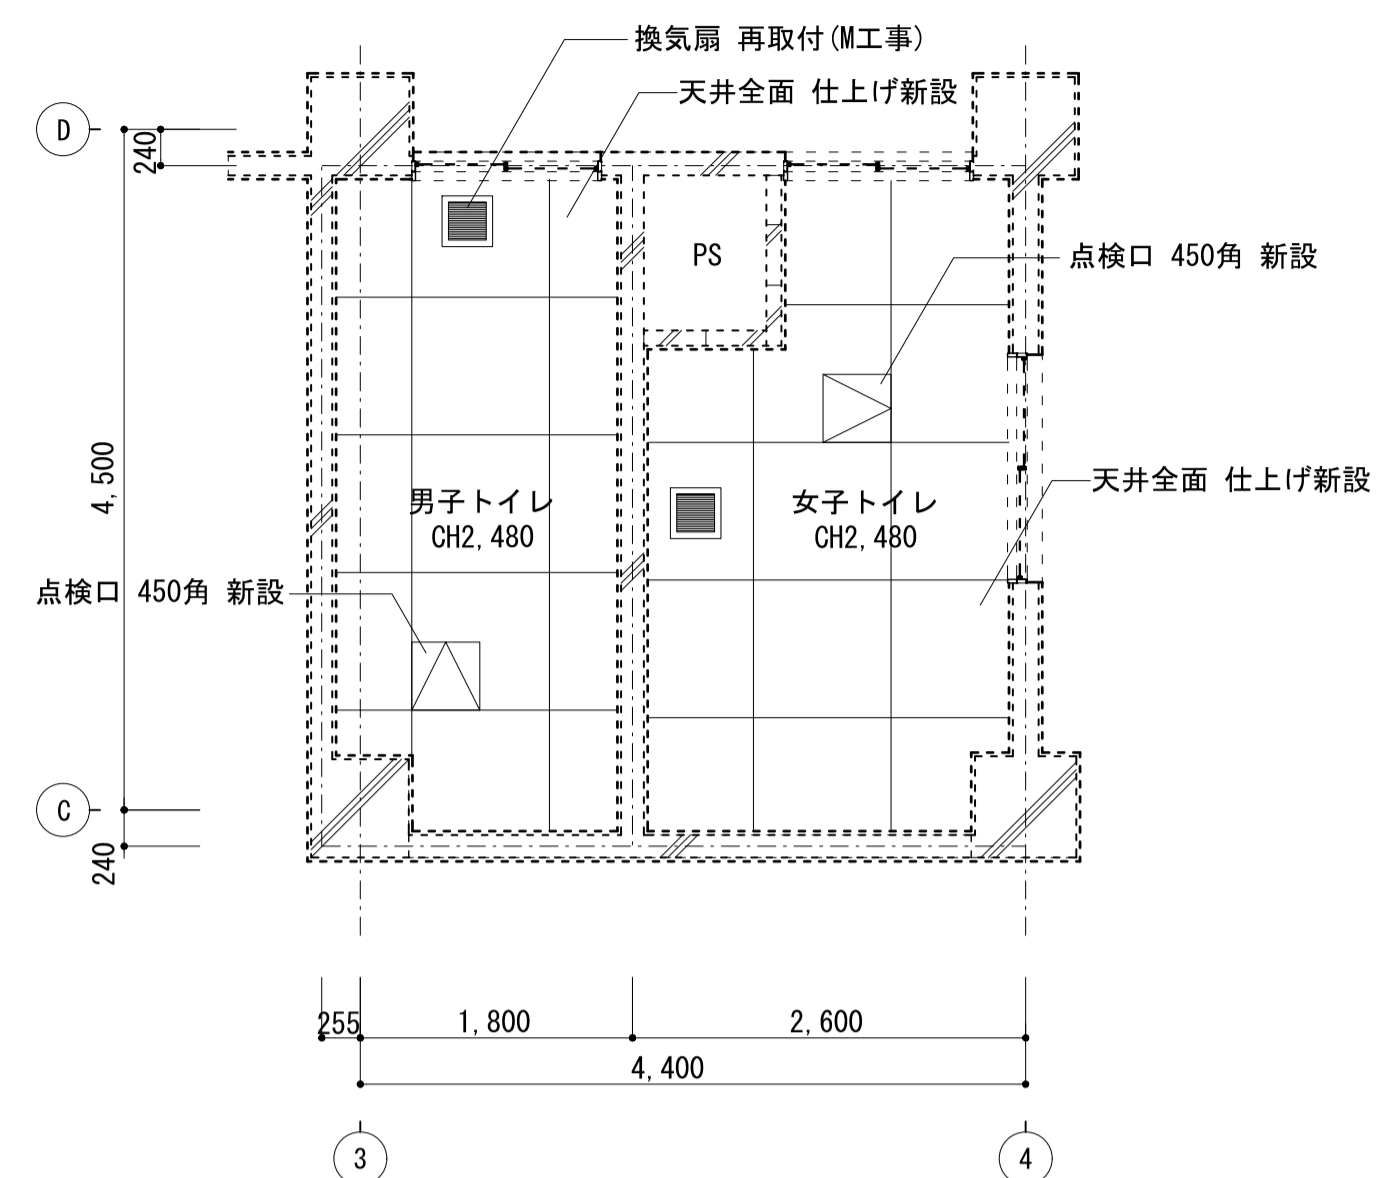 換気扇 再取付(M工事)
天井全面 仕上げ新設
D
240
PS
点検口 450角 新設
4,500
天井全面 仕上げ新設
男子トイレ
CH2,480
女子トイレ
CH2,480
点検口 450角 新設
C
240
255
1,800
2,600
4,400
3
4